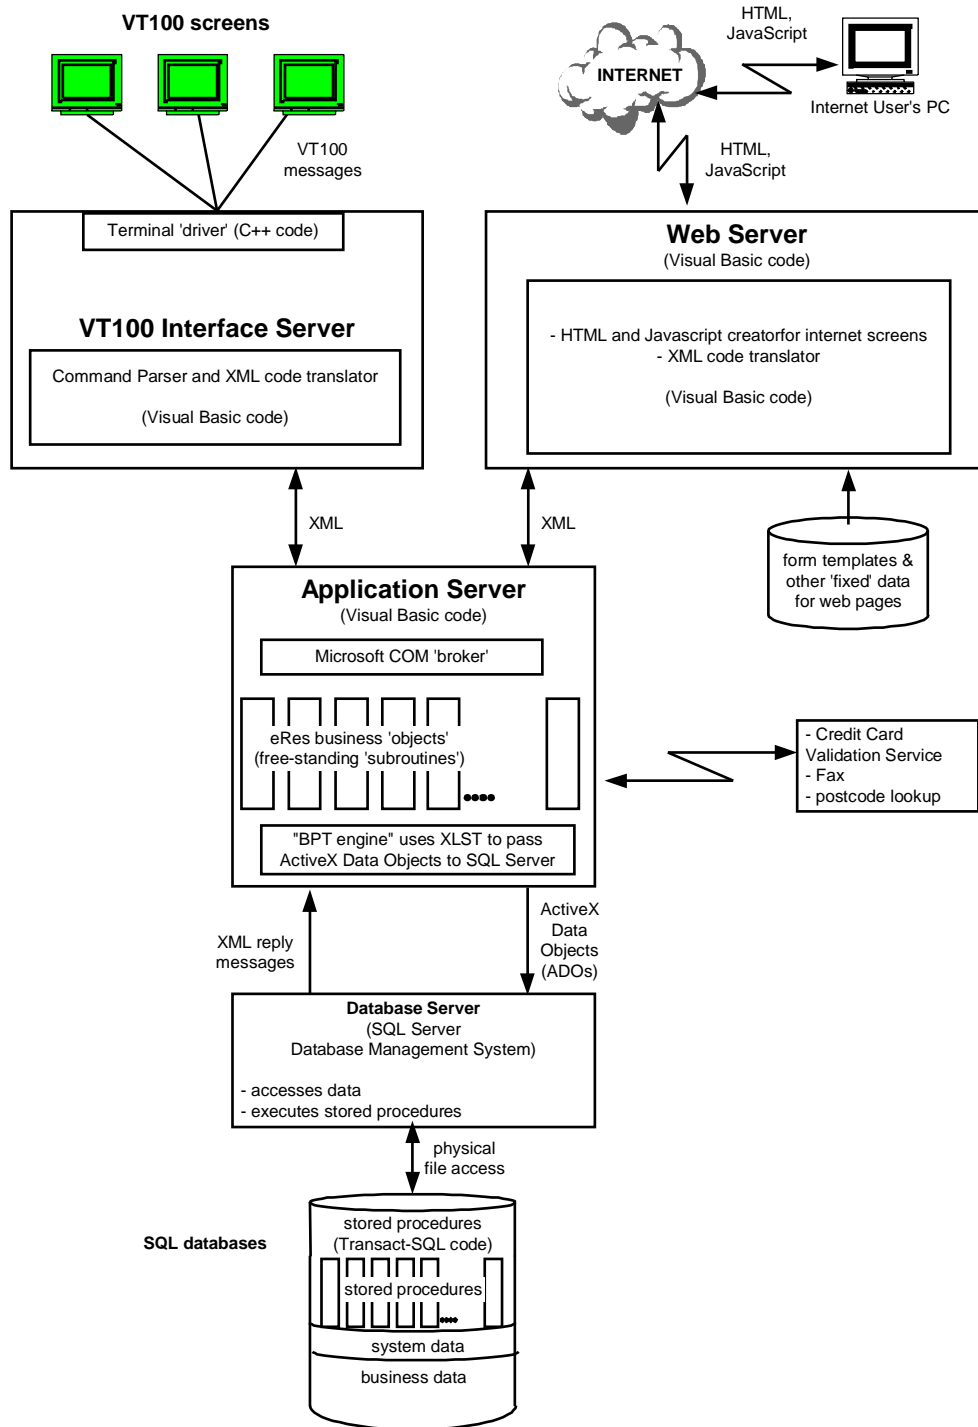 VT100 screens
VT100
messages
Terminal 'driver' (C++ code)
VT100 Interface Server
Command Parser and XML code translator
(Visual Basic code)
HTML,
JavaScript
INTERNET
Internet User's PC
HTML,
JavaScript
Web Server
(Visual Basic code)
- HTML and Javascript creatorfor internet screens
- XML code translator
(Visual Basic code)
XML
XML
form templates &
other 'fixed' data
for web pages
Application Server
(Visual Basic code)
Microsoft COM 'broker'
eRes business 'objects'
(free-standing 'subroutines')
"BPT engine" uses XLST to pass
ActiveX Data Objects to SQL Server
- Credit Card
Validation Service
- Fax
- postcode lookup
XML reply
messages
ActiveX
Data
Objects
(ADOs)
Database Server
(SQL Server
Database Management System)
- accesses data
- executes stored procedures
physical
file access
SQL databases
stored procedures
(Transact-SQL code)
stored procedures
system data
business data